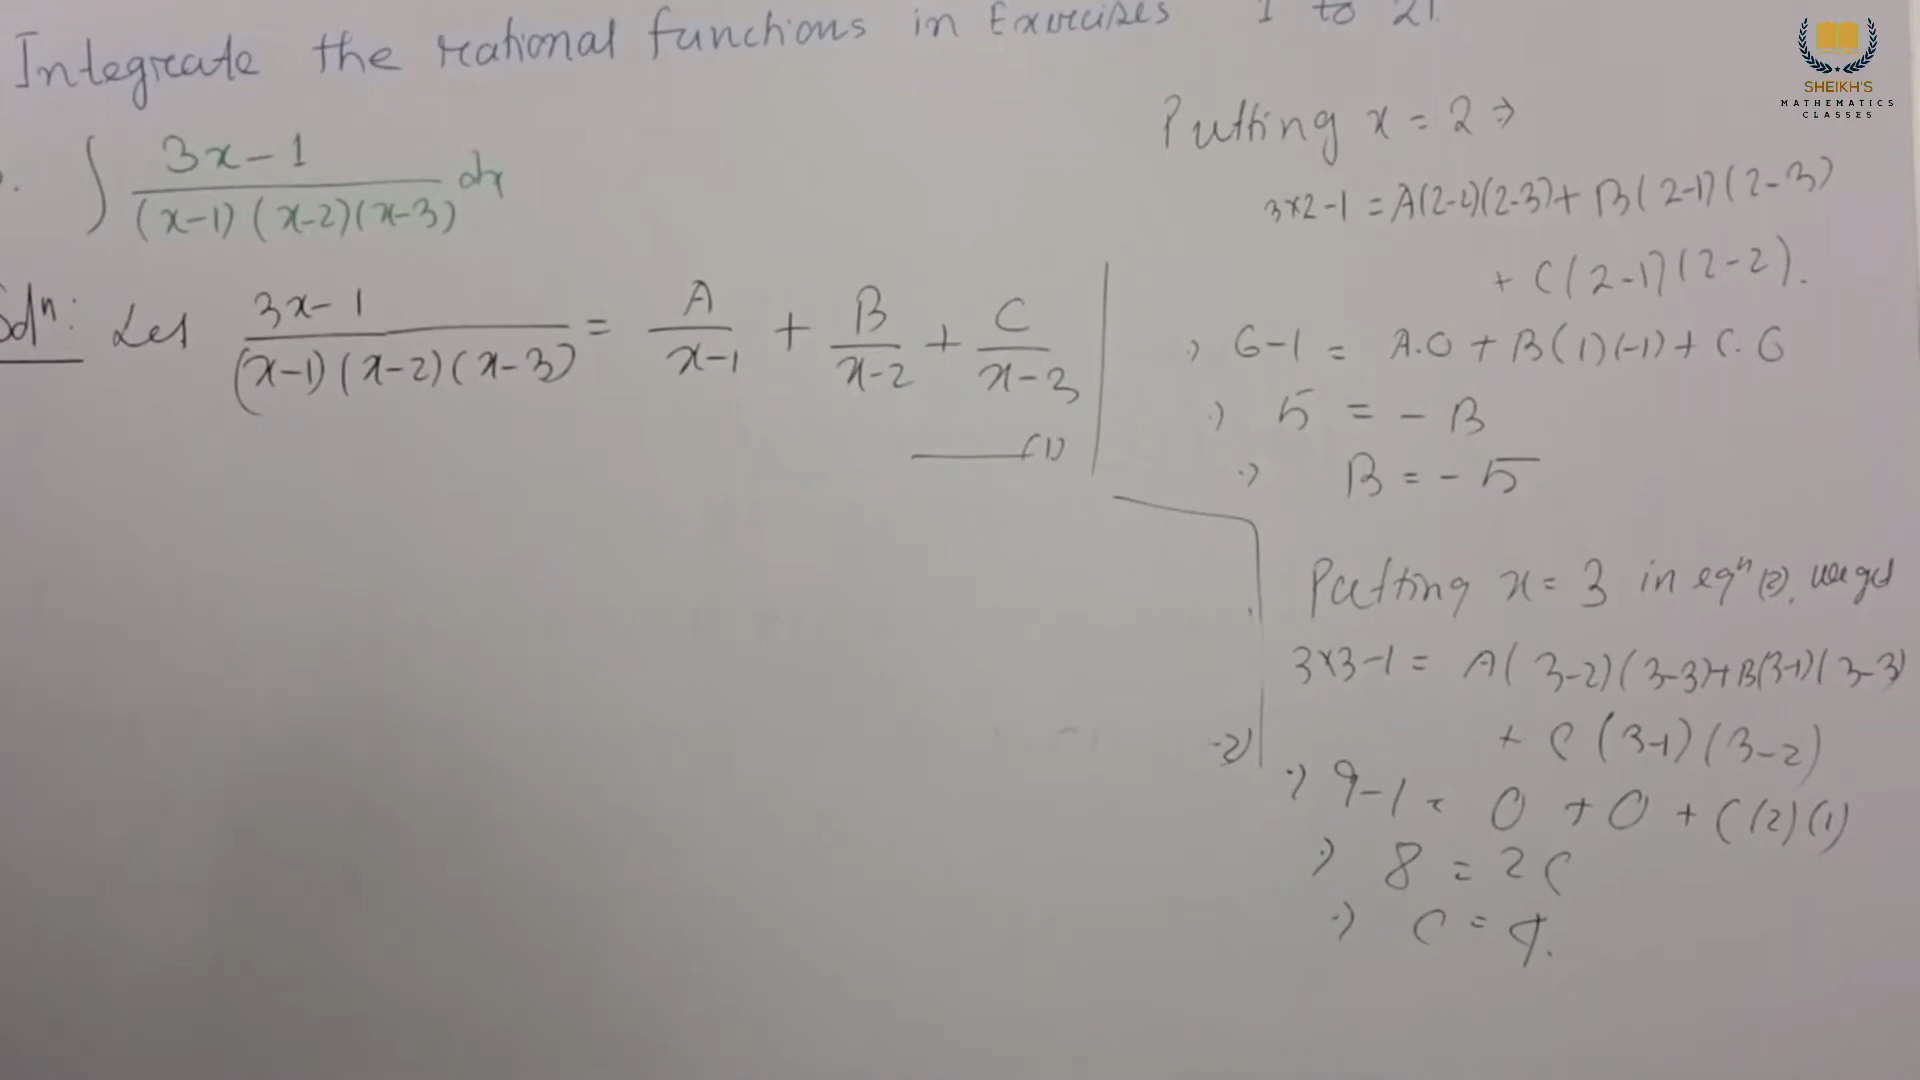 Integrate the rational functions in Exercises 1 to 21.
∫ 3x-1 / (x-1)(x-2)(x-3) dx
Solⁿ: Let 3x-1 / (x-1)(x-2)(x-3) = A / x-1 + B / x-2 + C / x-3
(1)
Putting x = 2 ⇒
3×2-1 = A(2-2)(2-3) + B(2-1)(2-3)
+ C(2-1)(2-2).
⇒ 6-1 = A.0 + B(1)(-1) + C.0
⇒ 5 = - B
⇒ B = - 5
Putting x = 3 in eqⁿ (2), we get
3×3-1 = A(3-2)(3-3)+B(3-1)(3-3)
+ C(3-1)(3-2)
⇒ 9-1 = 0 + 0 + C(2)(1)
⇒ 8 = 2C
⇒ C = 4.
SHEIKH'S
MATHEMATICS
CLASSES